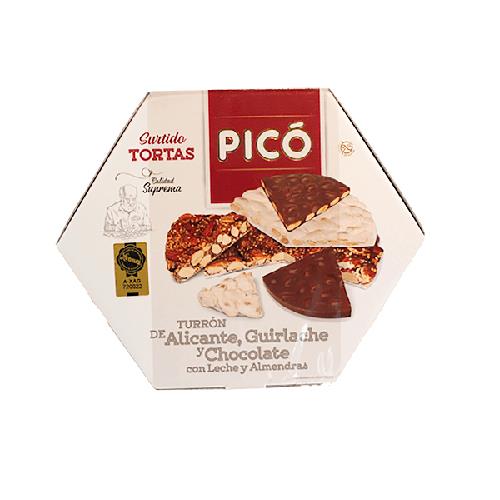 Surtido
TORTAS
Calidad
Suprema
PICÓ
TURRÓN
DE Alicante, Guirlache
y Chocolate
con Leche y Almendras